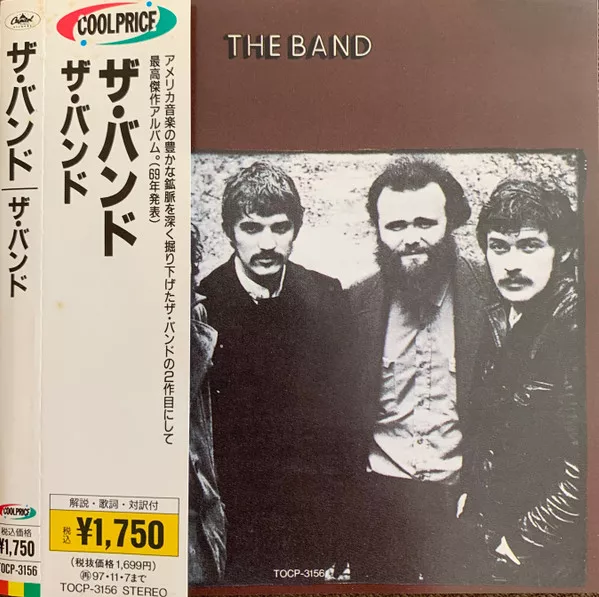 Capitol
ザ・バンド
ザ・バンド
COOLPRICE
税込価格
¥1,750
TOCP-3156
COOLPRICE
ザ・バンド
ザ・バンド
アメリカ音楽の豊かな鉱脈を深く掘り下げたザ・バンドの2作目にして
最高傑作アルバム。(69年発表)
解説・歌詞・対訳付
税込 ¥1,750
(税抜価格1,699円)
再97・11・7まで
TOCP-3156 STEREO
THE BAND
TOCP-3156